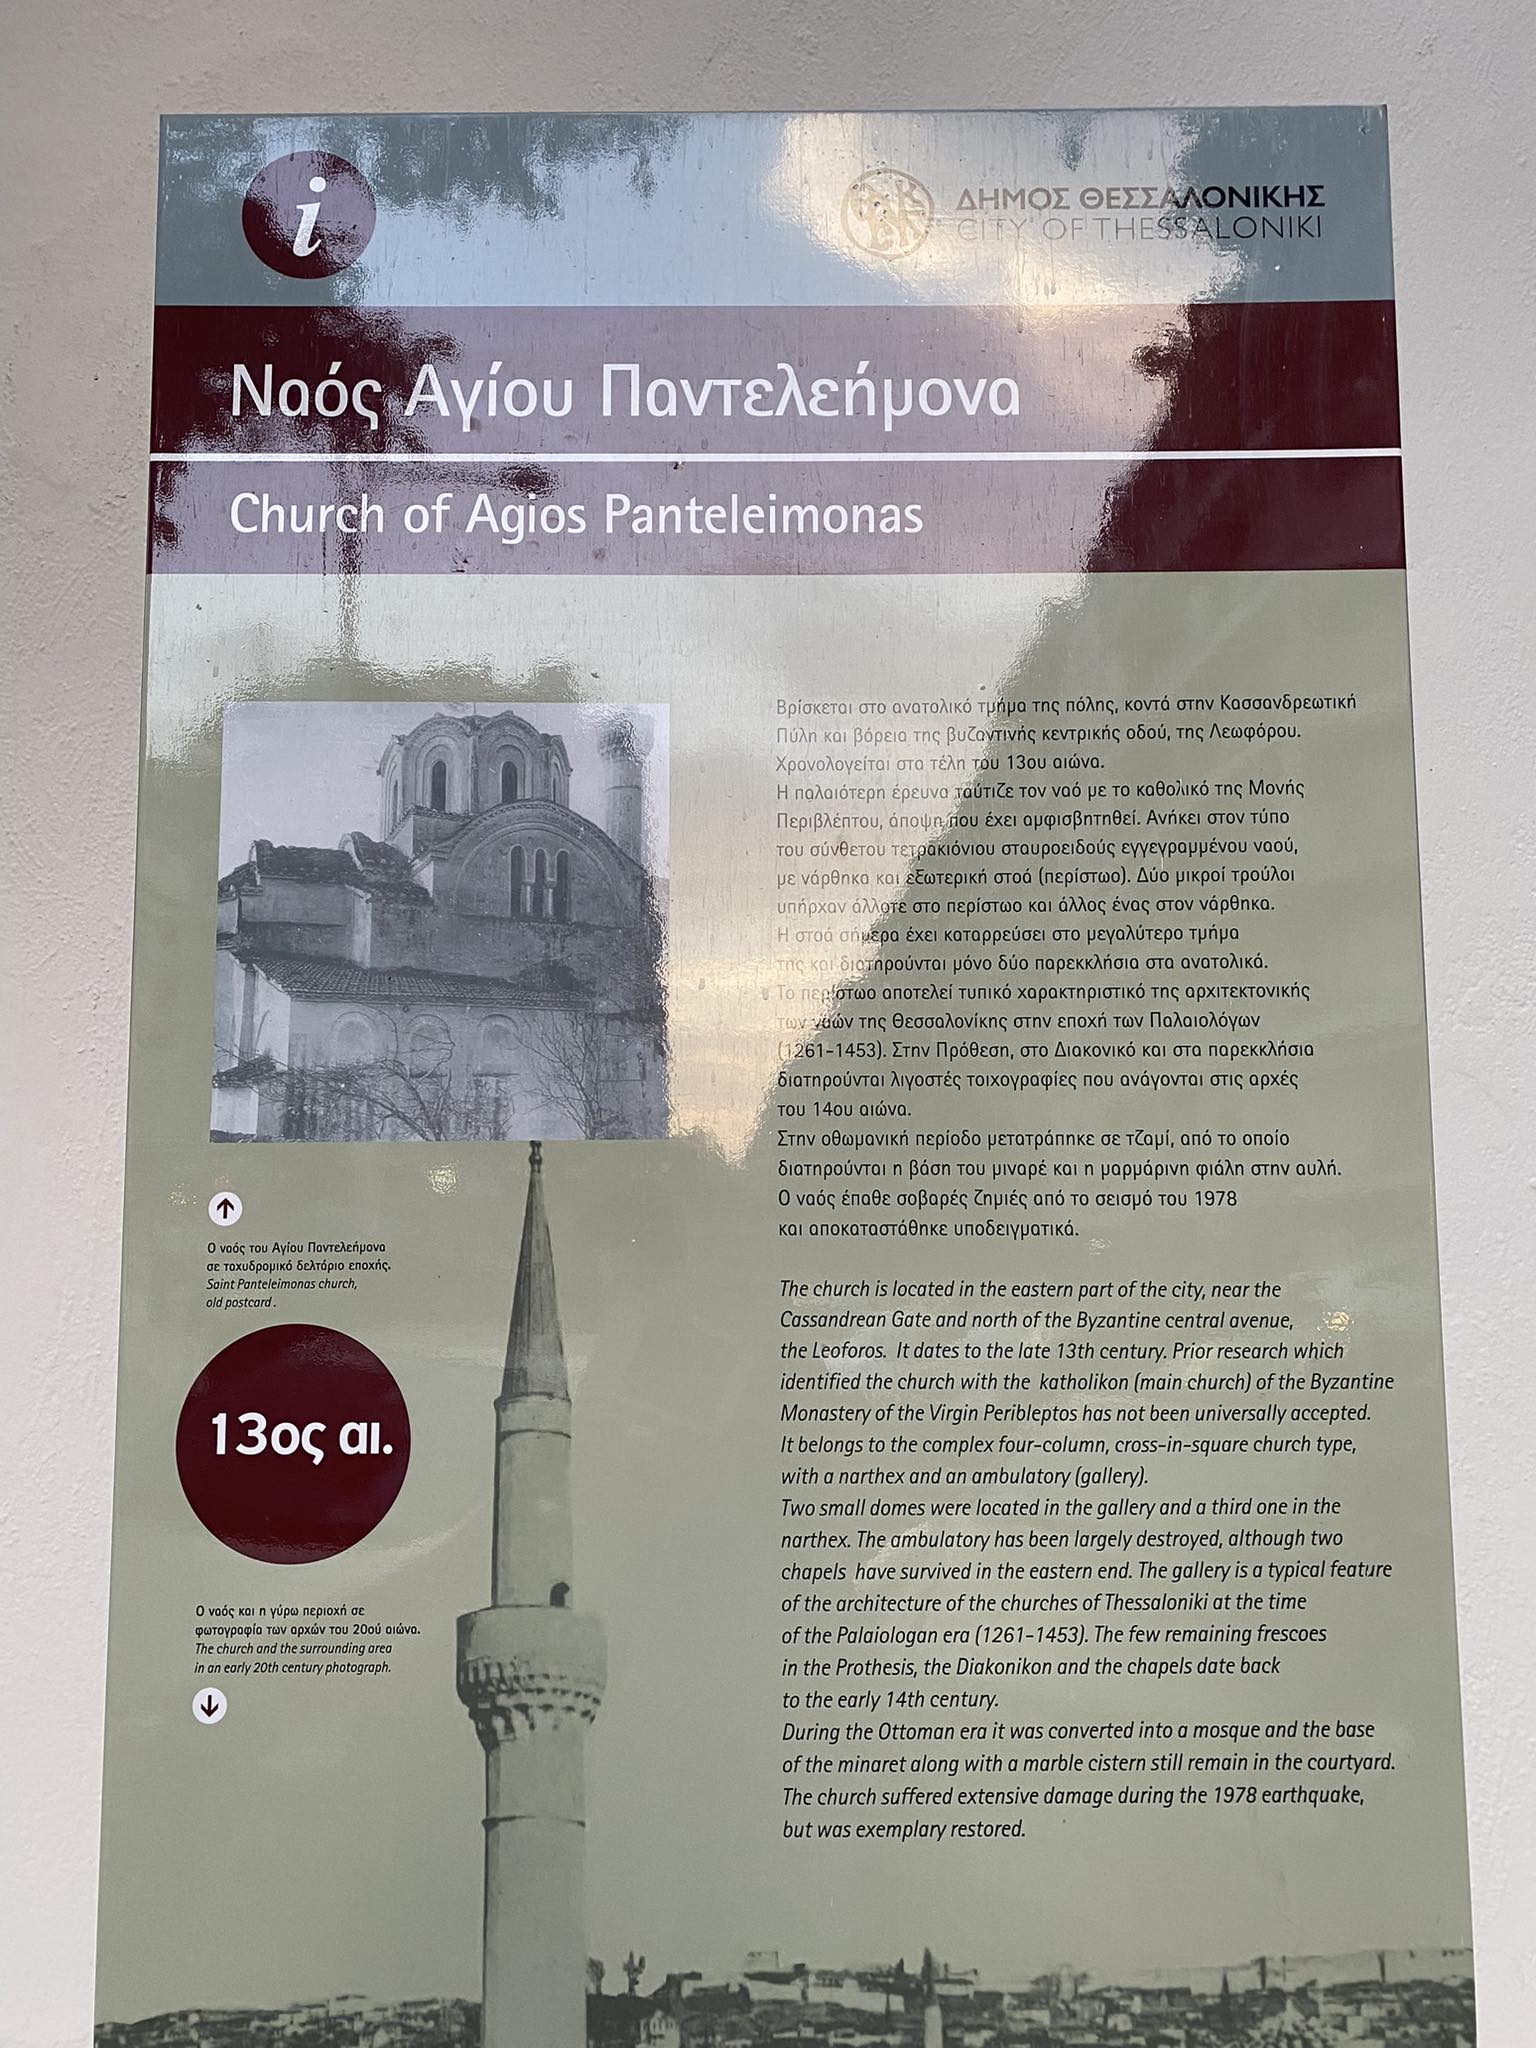 i
ΔΗΜΟΣ ΘΕΣΣΑΛΟΝΙΚΗΣ
CITY OF THESSALONIKI
Ναός Αγίου Παντελεήμονα
Church of Agios Panteleimonas
Βρίσκεται στο ανατολικό τμήμα της πόλης, κοντά στην Κασσανδρεωτική
Πύλη και βόρεια της βυζαντινής κεντρικής οδού, της Λεωφόρου.
Χρονολογείται στα τέλη του 13ου αιώνα.
Η παλαιότερη έρευνα ταύτιζε τον ναό με το καθολικό της Μονής
Περιβλέπτου, άποψη που έχει αμφισβητηθεί. Ανήκει στον τύπο
του σύνθετου τετρακιόνιου σταυροειδούς εγγεγραμμένου ναού,
με νάρθηκα και εξωτερική στοά (περίστωο). Δύο μικροί τρούλοι
υπήρχαν άλλοτε στο περίστωο και άλλος ένας στον νάρθηκα.
Η στοά σήμερα έχει καταρρεύσει στο μεγαλύτερο τμήμα
της και διατηρούνται μόνο δύο παρεκκλήσια στα ανατολικά.
Το περίστωο αποτελεί τυπικό χαρακτηριστικό της αρχιτεκτονικής
των ναών της Θεσσαλονίκης στην εποχή των Παλαιολόγων
(1261-1453). Στην Πρόθεση, στο Διακονικό και στα παρεκκλήσια
διατηρούνται λιγοστές τοιχογραφίες που ανάγονται στις αρχές
του 14ου αιώνα.
Στην οθωμανική περίοδο μετατράπηκε σε τζαμί, από το οποίο
διατηρούνται η βάση του μιναρέ και η μαρμάρινη φιάλη στην αυλή.
Ο ναός έπαθε σοβαρές ζημιές από το σεισμό του 1978
και αποκαταστάθηκε υποδειγματικά.
The church is located in the eastern part of the city, near the
Cassandrean Gate and north of the Byzantine central avenue,
the Leoforos. It dates to the late 13th century. Prior research which
identified the church with the katholikon (main church) of the Byzantine
Monastery of the Virgin Peribleptos has not been universally accepted.
It belongs to the complex four-column, cross-in-square church type,
with a narthex and an ambulatory (gallery).
Two small domes were located in the gallery and a third one in the
narthex. The ambulatory has been largely destroyed, although two
chapels have survived in the eastern end. The gallery is a typical feature
of the architecture of the churches of Thessaloniki at the time
of the Palaiologan era (1261-1453). The few remaining frescoes
in the Prothesis, the Diakonikon and the chapels date back
to the early 14th century.
During the Ottoman era it was converted into a mosque and the base
of the minaret along with a marble cistern still remain in the courtyard.
The church suffered extensive damage during the 1978 earthquake,
but was exemplary restored.
Ο ναός του Αγίου Παντελεήμονα
σε ταχυδρομικό δελτάριο εποχής.
Saint Panteleimonas church,
old postcard.
13ος αι.
Ο ναός και η γύρω περιοχή σε
φωτογραφία των αρχών του 20ού αιώνα.
The church and the surrounding area
in an early 20th century photograph.